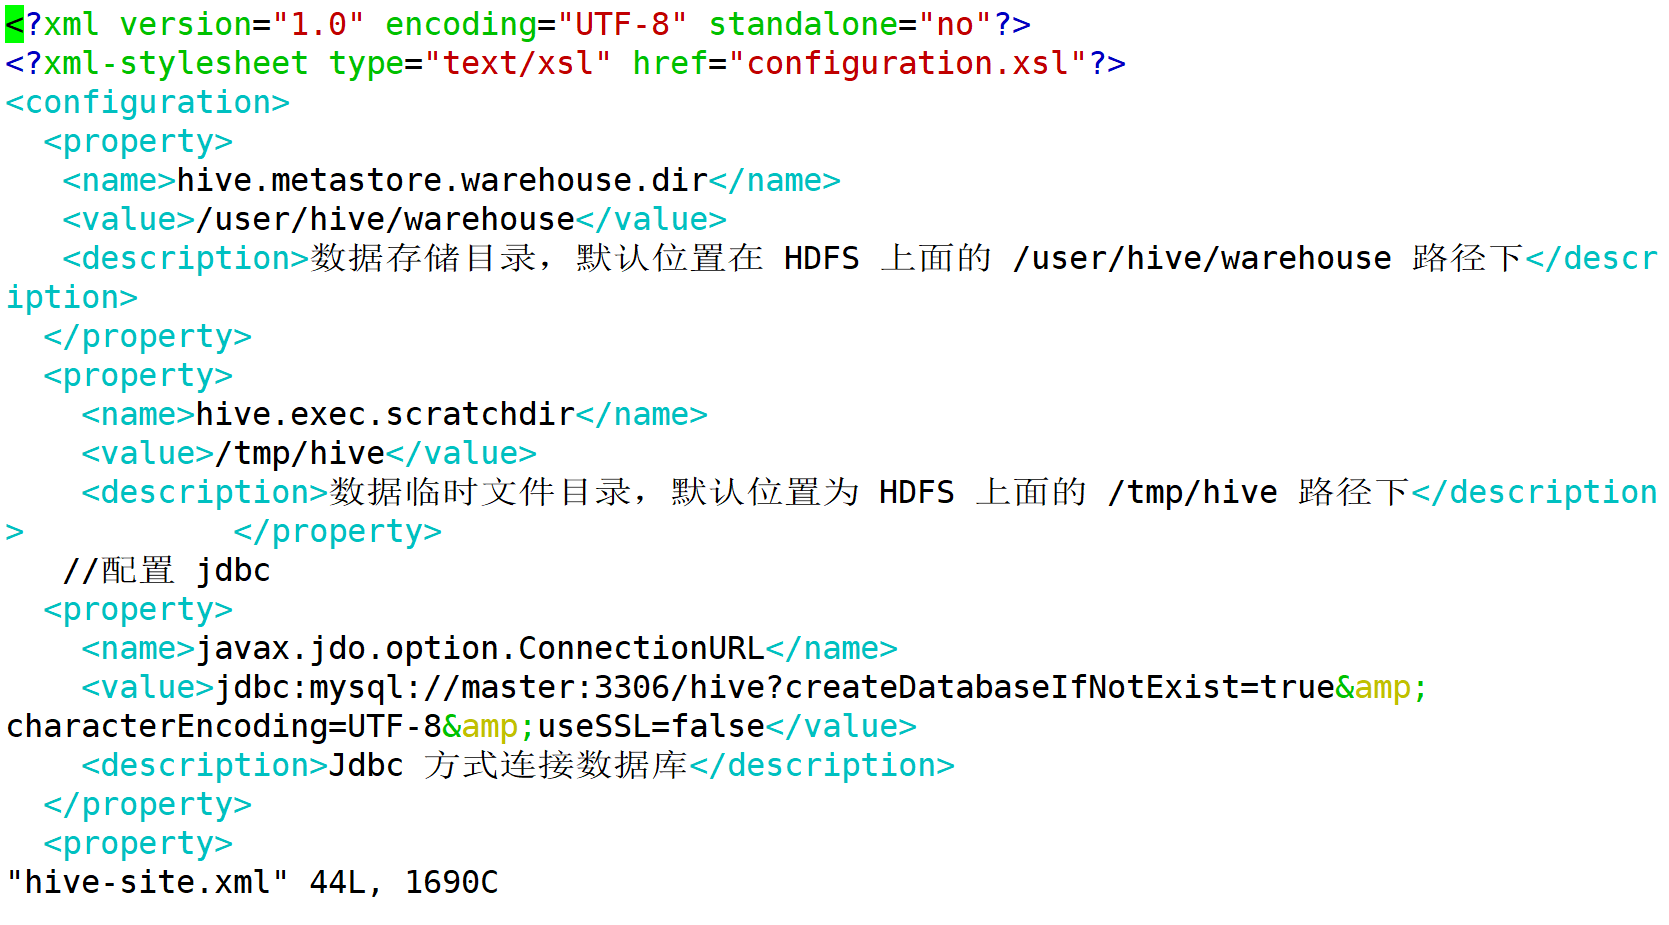 <?xml version="1.0" encoding="UTF-8" standalone="no"?>
<?xml-stylesheet type="text/xsl" href="configuration.xsl"?>
<configuration>
  <property>
   <name>hive.metastore.warehouse.dir</name>
   <value>/user/hive/warehouse</value>
   <description>数据存储目录，默认位置在 HDFS 上面的 /user/hive/warehouse 路径下</descr
iption>
  </property>
  <property>
    <name>hive.exec.scratchdir</name>
    <value>/tmp/hive</value>
    <description>数据临时文件目录，默认位置为 HDFS 上面的 /tmp/hive 路径下</description
>           </property>
   //配置 jdbc
  <property>
    <name>javax.jdo.option.ConnectionURL</name>
    <value>jdbc:mysql://master:3306/hive?createDatabaseIfNotExist=true&amp;
characterEncoding=UTF-8&amp;useSSL=false</value>
    <description>Jdbc 方式连接数据库</description>
  </property>
  <property>
"hive-site.xml" 44L, 1690C